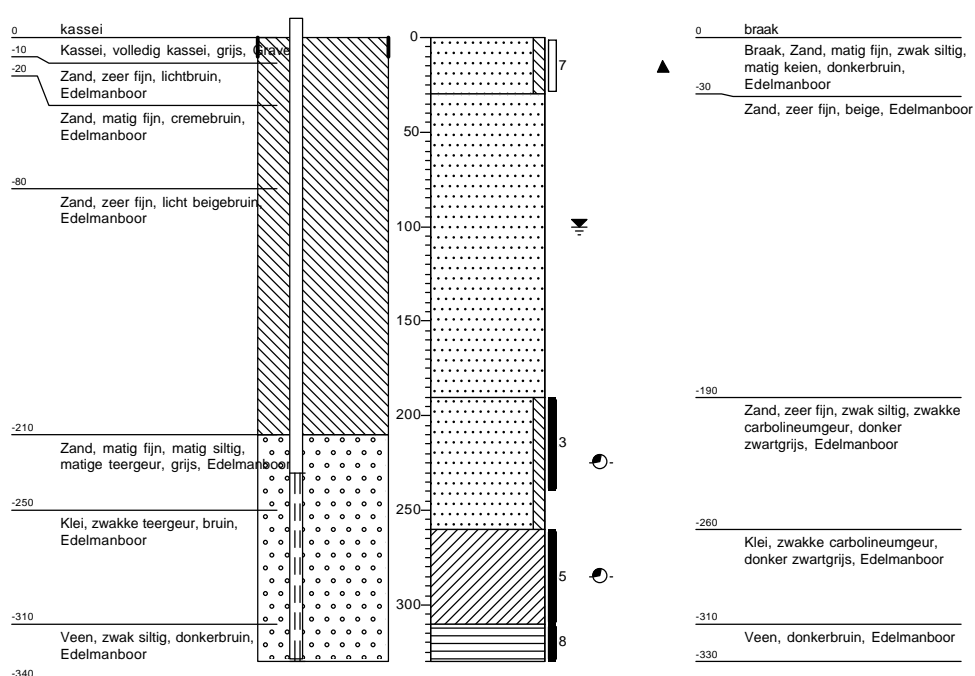 0 kassei
-10 Kassei, volledig kassei, grijs, Grave
-20 Zand, zeer fijn, lichtbruin,
Edelmanboor
Zand, matig fijn, cremebruin,
Edelmanboor
-80
Zand, zeer fijn, licht beigebruin,
Edelmanboor
-210
Zand, matig fijn, matig siltig,
matige teergeur, grijs, Edelmanboor
-250
Klei, zwakke teergeur, bruin,
Edelmanboor
-310
Veen, zwak siltig, donkerbruin,
Edelmanboor
-340
0
50
100
150
200
250
300
7
3
5
8
0 braak
Braak, Zand, matig fijn, zwak siltig,
matig keien, donkerbruin,
Edelmanboor
-30
Zand, zeer fijn, beige, Edelmanboor
-190
Zand, zeer fijn, zwak siltig, zwakke
carbolineumgeur, donker
zwartgrijs, Edelmanboor
-260
Klei, zwakke carbolineumgeur,
donker zwartgrijs, Edelmanboor
-310
Veen, donkerbruin, Edelmanboor
-330